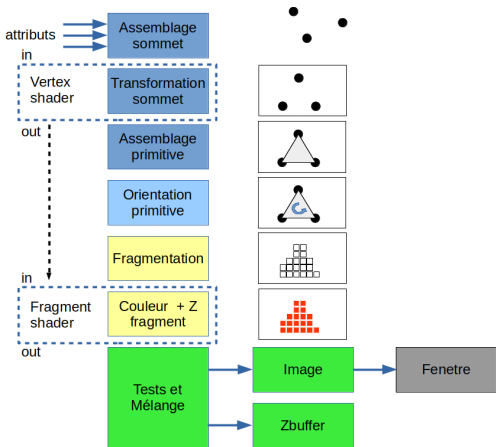 attributs
Assemblage
sommet
in
Vertex
shader
Transformation
sommet
out
Assemblage
primitive
Orientation
primitive
Fragmentation
in
Fragment
shader
Couleur + Z
fragment
out
Tests et
Mélange
Image
Fenetre
Zbuffer